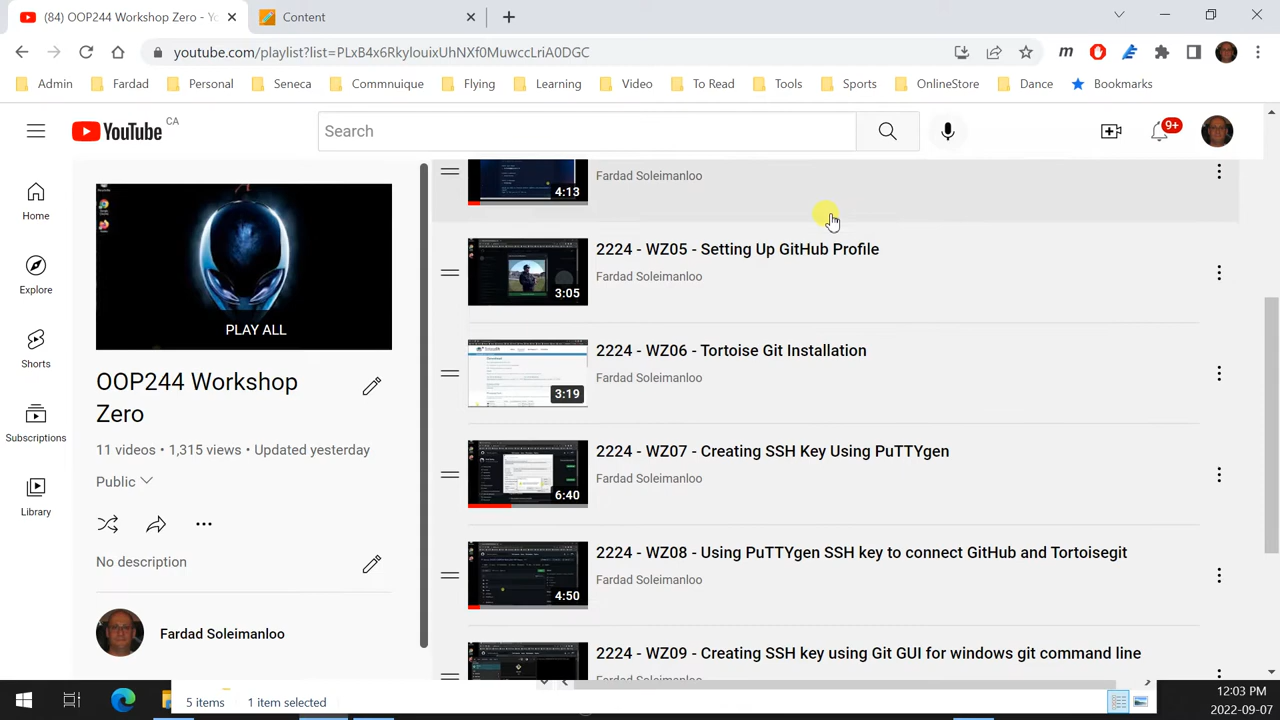 (84) OOP244 Workshop Zero - Yo
Content
youtube.com/playlist?list=PLxB4x6RkylouixUhNXf0MuwccLriA0DGC
Admin
Fardad
Personal
Seneca
Communique
Flying
Learning
Video
To Read
Tools
Sports
OnlineStore
Dance
Bookmarks
YouTube CA
Search
9+
Home
Explore
Shorts
Subscriptions
Library
PLAY ALL
OOP244 Workshop
Zero
11 videos • 1,315 views • Updated yesterday
Public
No description
Fardad Soleimanloo
4:13
Fardad Soleimanloo
3:05
2224 - WZ05 - Setting Up GitHub Profile
Fardad Soleimanloo
3:19
2224 - WZ06 - Tortoise Git Installation
Fardad Soleimanloo
6:40
2224 - WZ07 - Creating SSH Key Using PuTTYgen
Fardad Soleimanloo
4:50
2224 - WZ08 - Using PuTTYgen SSH key to connect Github and Tortoisegit
Fardad Soleimanloo
2224 - WZ09 - Creating SSH key using Git GUI and Windows git command line
5 items
1 item selected
12:03 PM
2022-09-07